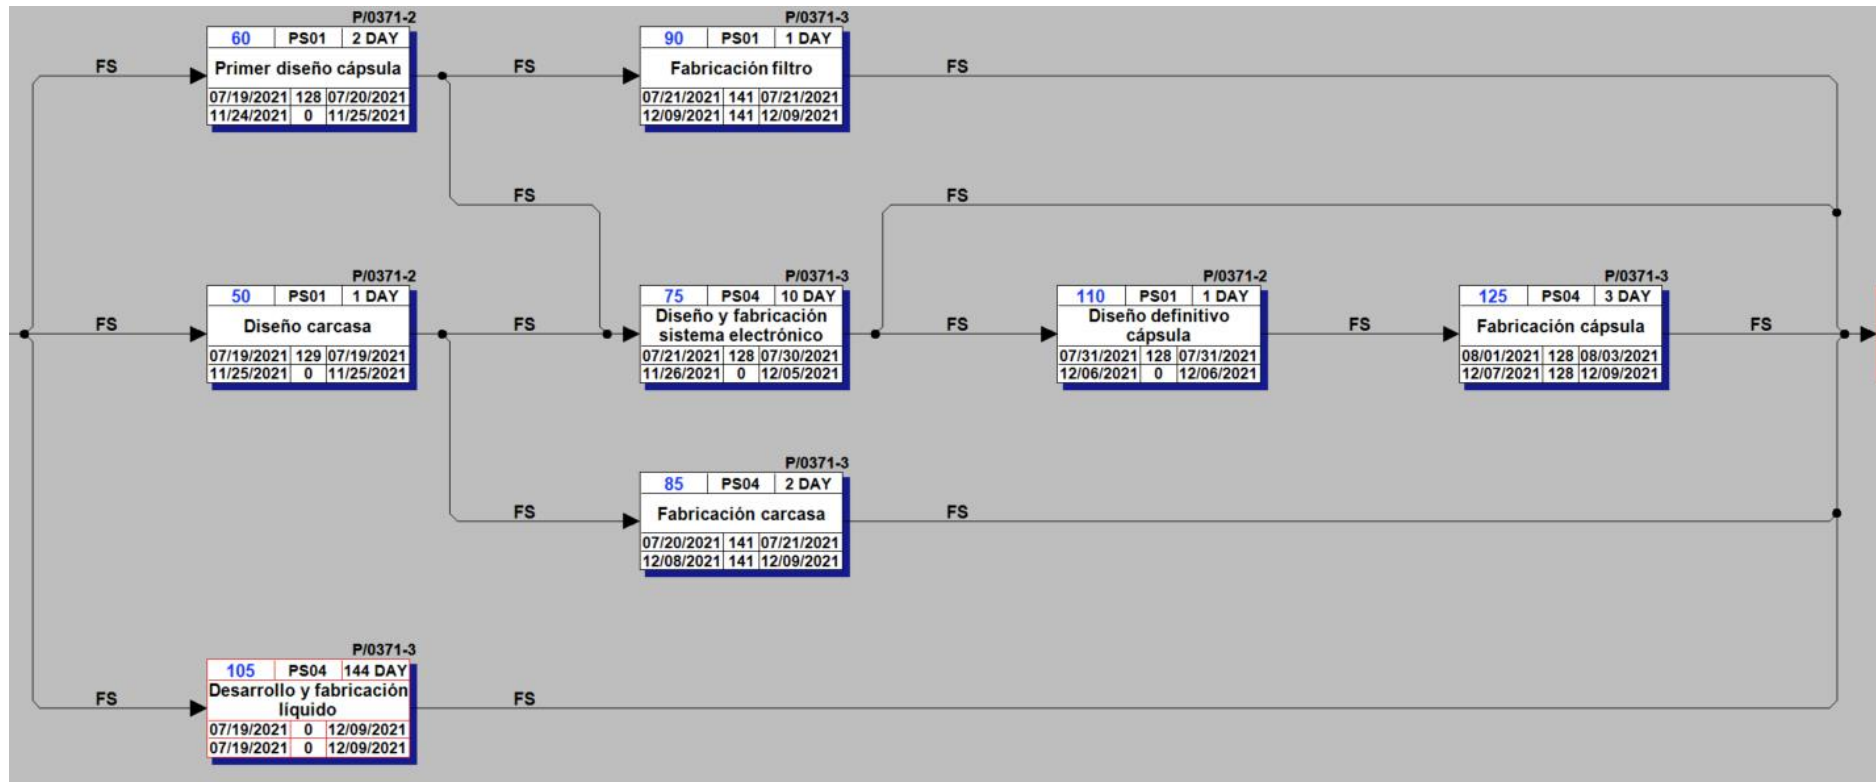 P/0371-2
60 PS01 2 DAY
Primer diseño cápsula
07/19/2021 128 07/20/2021
11/24/2021 0 11/25/2021
P/0371-3
90 PS01 1 DAY
Fabricación filtro
07/21/2021 141 07/21/2021
12/09/2021 141 12/09/2021
FS
FS
FS
FS
FS
P/0371-2
50 PS01 1 DAY
Diseño carcasa
07/19/2021 129 07/19/2021
11/25/2021 0 11/25/2021
P/0371-3
75 PS04 10 DAY
Diseño y fabricación
sistema electrónico
07/21/2021 128 07/30/2021
11/26/2021 0 12/05/2021
P/0371-2
110 PS01 1 DAY
Diseño definitivo
cápsula
07/31/2021 128 07/31/2021
12/06/2021 0 12/06/2021
P/0371-3
125 PS04 3 DAY
Fabricación cápsula
08/01/2021 128 08/03/2021
12/07/2021 128 12/09/2021
FS
FS
FS
FS
FS
P/0371-3
85 PS04 2 DAY
Fabricación carcasa
07/20/2021 141 07/21/2021
12/08/2021 141 12/09/2021
FS
FS
P/0371-3
105 PS04 144 DAY
Desarrollo y fabricación
líquido
07/19/2021 0 12/09/2021
07/19/2021 0 12/09/2021
FS
FS